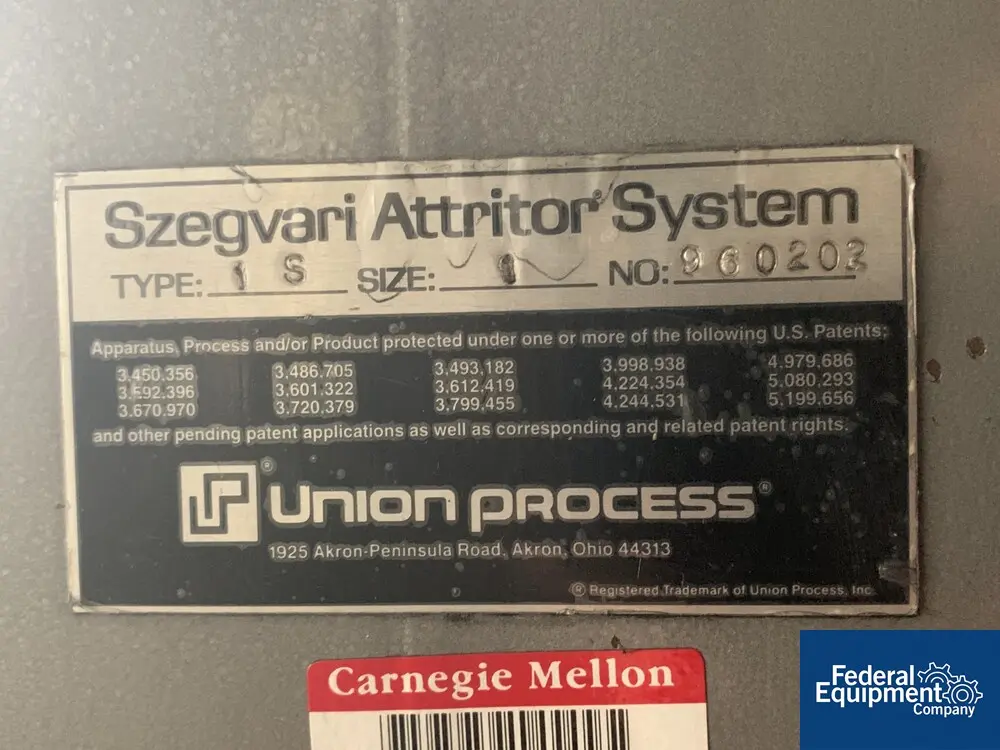 Szegvari Attritor® System
TYPE: 1 S SIZE: 1 NO: 960202
Apparatus, Process and/or Product protected under one or more of the following U.S. Patents:
3,450,356 3,486,705 3,493,182 3,998,938 4,979,686
3,592,396 3,601,322 3,612,419 4,224,354 5,080,293
3,670,970 3,720,379 3,799,455 4,244,531 5,199,656
and other pending patent applications as well as corresponding and related patent rights.
® UNION PROCESS®
1925 Akron-Peninsula Road, Akron, Ohio 44313
® Registered Trademark of Union Process, Inc.
Carnegie Mellon
Federal
Equipment
Company